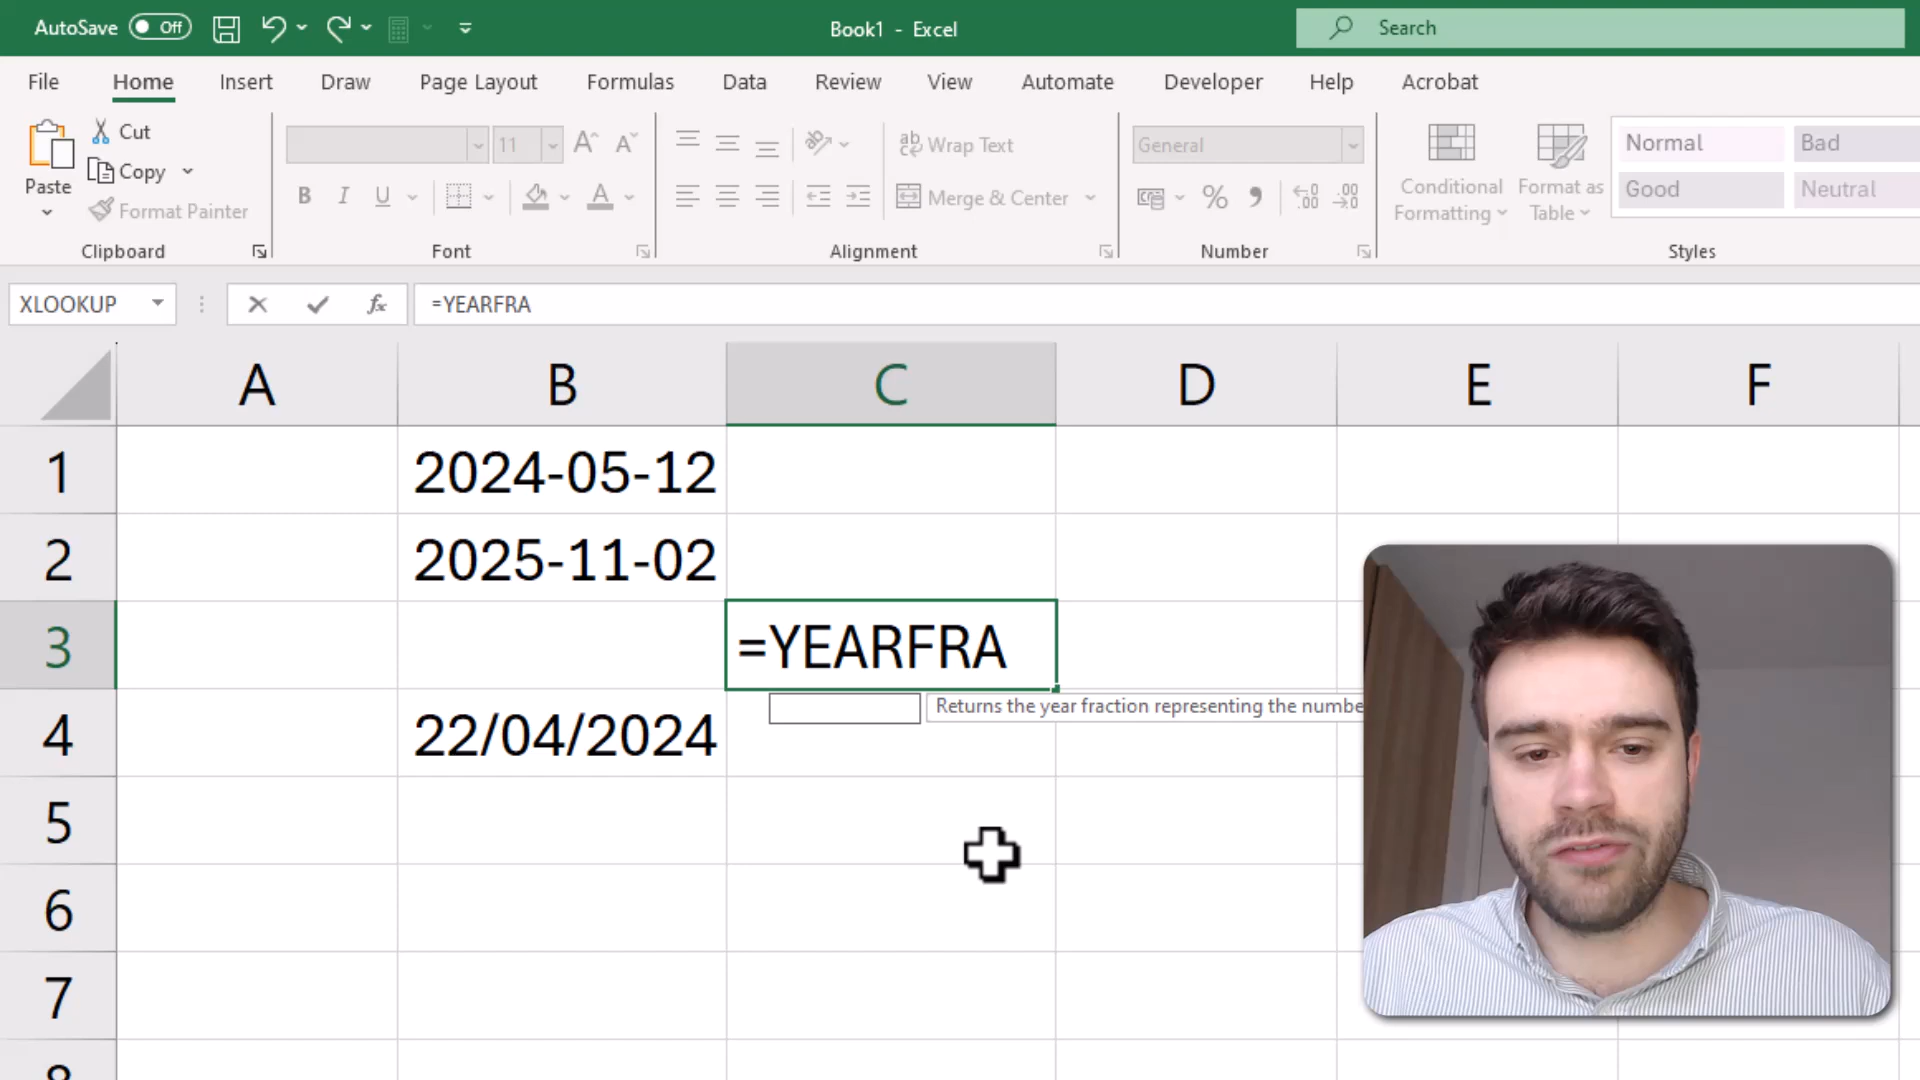 AutoSave Off
Book1 - Excel
Search
File Home Insert Draw Page Layout Formulas Data Review View Automate Developer Help Acrobat
Paste
Cut
Copy
Format Painter
Clipboard
11
B I U
Font
Wrap Text
Merge & Center
Alignment
General
Number
Conditional Formatting
Format as Table
Normal Bad
Good Neutral
Styles
XLOOKUP fx =YEARFRA
A B C D E F
1 2024-05-12
2 2025-11-02
3 =YEARFRA
Returns the year fraction representing the numbe
4 22/04/2024
5
6
7
8